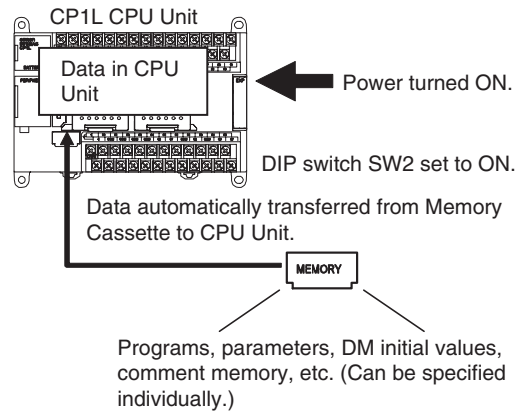 CP1L CPU Unit
Data in CPU
Unit
Power turned ON.
DIP switch SW2 set to ON.
Data automatically transferred from Memory
Cassette to CPU Unit.
MEMORY
Programs, parameters, DM initial values,
comment memory, etc. (Can be specified
individually.)